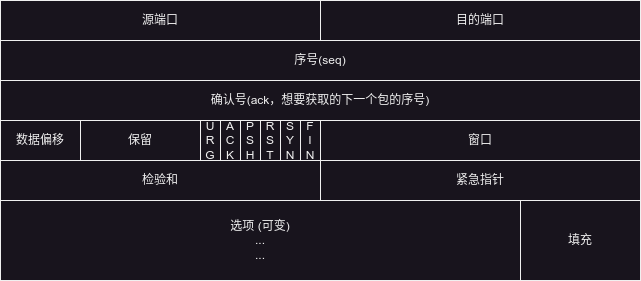 源端口 目的端口
序号(seq)
确认号(ack，想要获取的下一个包的序号)
数据偏移 保留 URG ACK PSH RST SYN FIN 窗口
检验和 紧急指针
选项 (可变)
...
...
填充